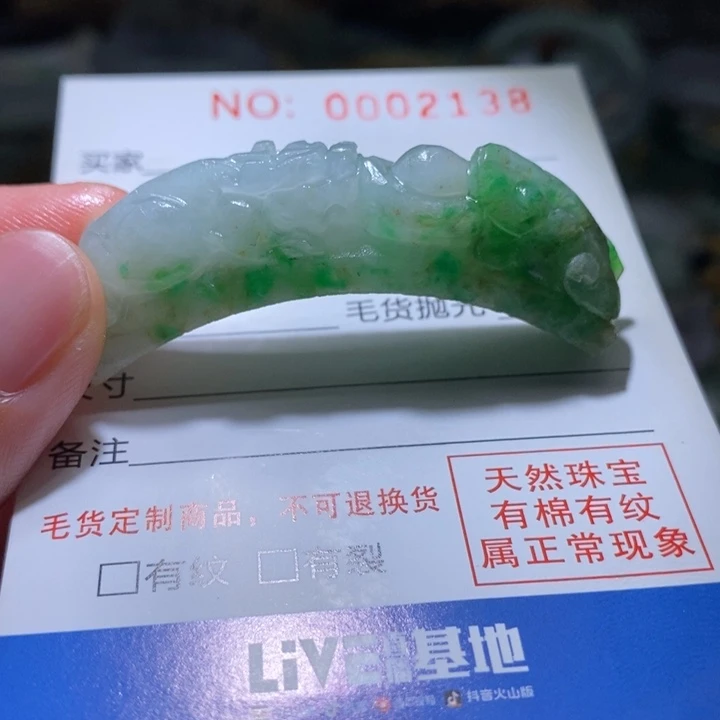 NO: 0002138
买家
毛货抛光
寸
备注
毛货定制商品，不可退换货
□有纹 □有裂
天然珠宝
有棉有纹
属正常现象
LiVE 基地
抖音火山版